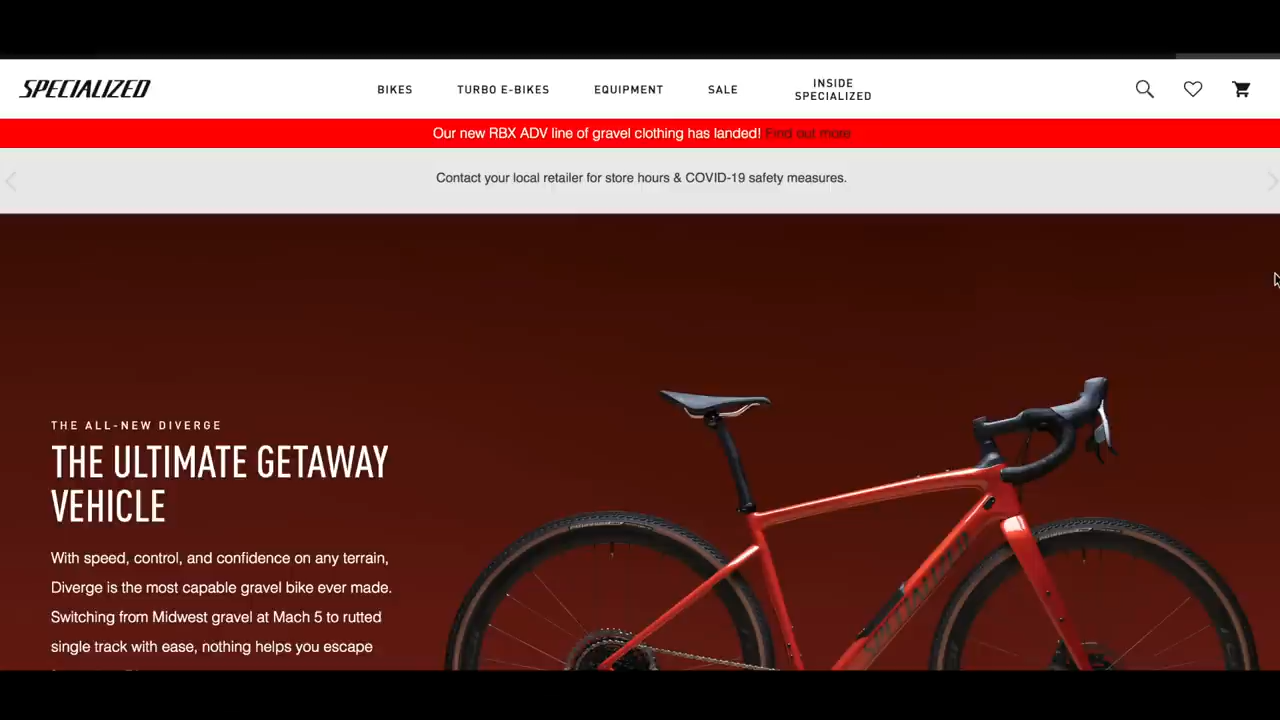 SPECIALIZED
BIKES
TURBO E-BIKES
EQUIPMENT
SALE
INSIDE
SPECIALIZED
Our new RBX ADV line of gravel clothing has landed! Find out more
Contact your local retailer for store hours & COVID-19 safety measures.
THE ALL-NEW DIVERGE
THE ULTIMATE GETAWAY
VEHICLE
With speed, control, and confidence on any terrain,
Diverge is the most capable gravel bike ever made.
Switching from Midwest gravel at Mach 5 to rutted
single track with ease, nothing helps you escape
SPECIALIZED